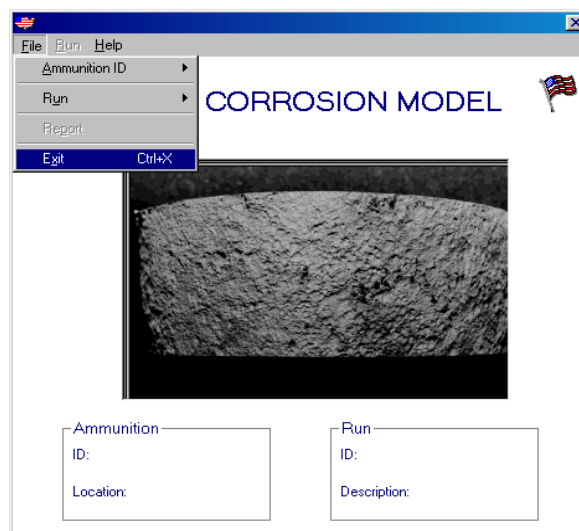 File Run Help
Ammunition ID
Run
Report
Exit Ctrl+X
CORROSION MODEL
Ammunition
ID:
Location:
Run
ID:
Description: